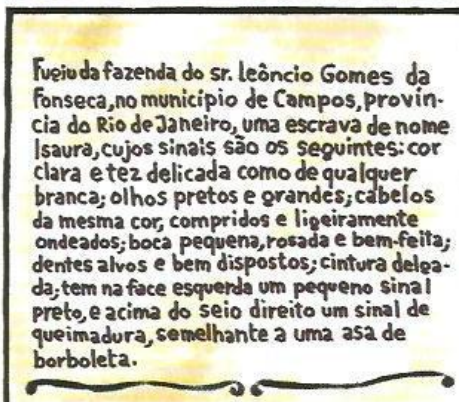 Fugiu da fazenda do sr. Leôncio Gomes da
Fonseca, no município de Campos, provín-
cia do Rio de Janeiro, uma escrava de nome
Isaura, cujos sinais são os seguintes: cor
clara e tez delicada como de qualquer
branca; olhos pretos e grandes; cabelos
da mesma cor, compridos e ligeiramente
ondeados; boca pequena, rosada e bem-feita;
dentes alvos e bem dispostos; cintura delga-
da; tem na face esquerda um pequeno sinal
preto, e acima do seio direito um sinal de
queimadura, semelhante a uma asa de
borboleta.